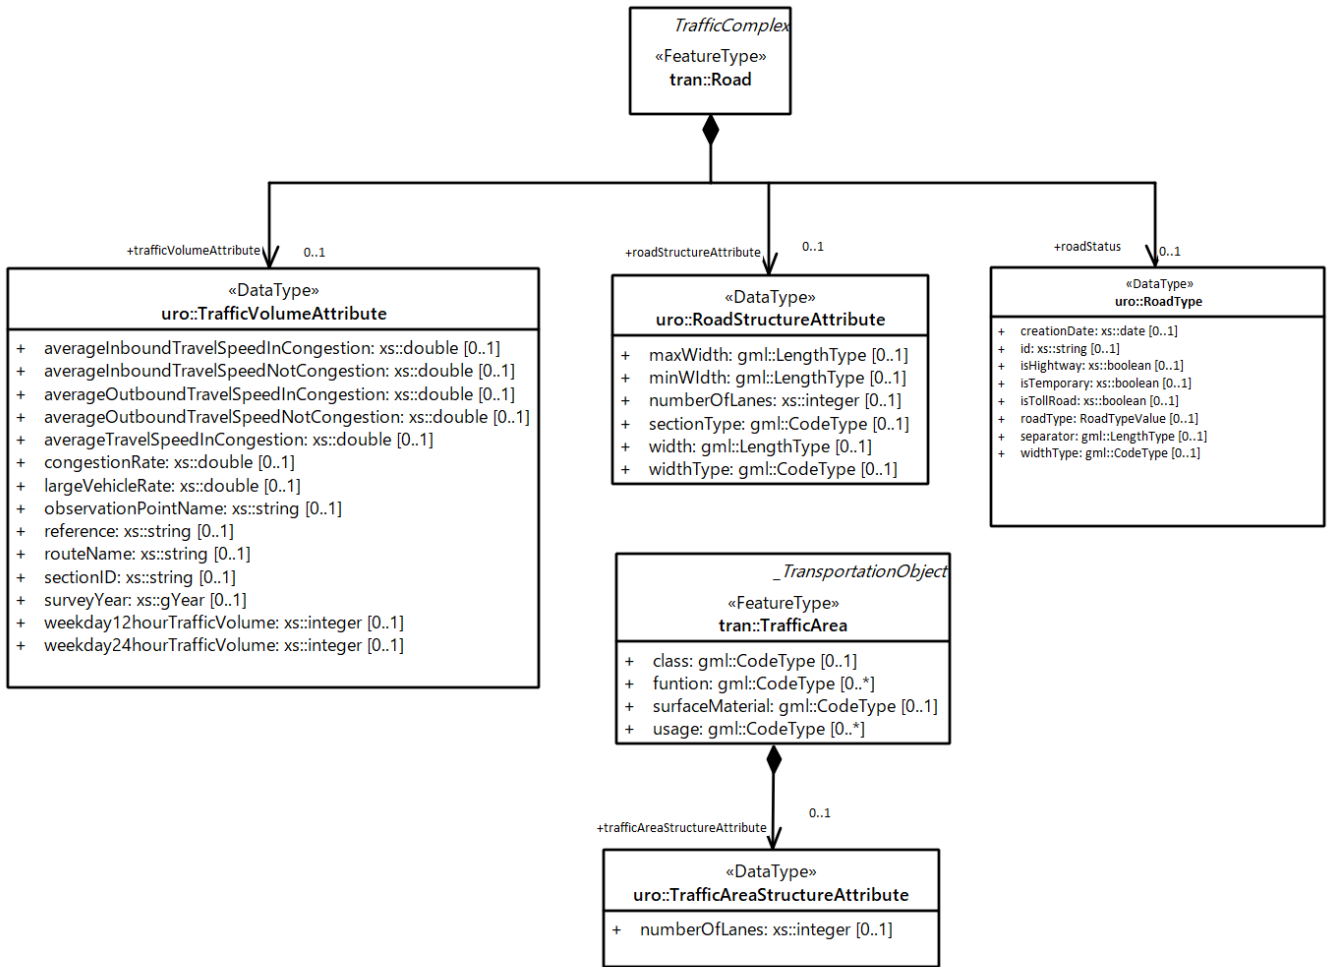 TrafficComplex
«FeatureType»
tran::Road
+trafficVolumeAttribute
0..1
+roadStructureAttribute
0..1
+roadStatus
0..1
«DataType»
uro::TrafficVolumeAttribute
+ averageInboundTravelSpeedInCongestion: xs::double [0..1]
+ averageInboundTravelSpeedNotCongestion: xs::double [0..1]
+ averageOutboundTravelSpeedInCongestion: xs::double [0..1]
+ averageOutboundTravelSpeedNotCongestion: xs::double [0..1]
+ averageTravelSpeedInCongestion: xs::double [0..1]
+ congestionRate: xs::double [0..1]
+ largeVehicleRate: xs::double [0..1]
+ observationPointName: xs::string [0..1]
+ reference: xs::string [0..1]
+ routeName: xs::string [0..1]
+ sectionID: xs::string [0..1]
+ surveyYear: xs::gYear [0..1]
+ weekday12hourTrafficVolume: xs::integer [0..1]
+ weekday24hourTrafficVolume: xs::integer [0..1]
«DataType»
uro::RoadStructureAttribute
+ maxWidth: gml::LengthType [0..1]
+ minWIdth: gml::LengthType [0..1]
+ numberOfLanes: xs::integer [0..1]
+ sectionType: gml::CodeType [0..1]
+ width: gml::LengthType [0..1]
+ widthType: gml::CodeType [0..1]
«DataType»
uro::RoadType
+ creationDate: xs::date [0..1]
+ id: xs::string [0..1]
+ isHightway: xs::boolean [0..1]
+ isTemporary: xs::boolean [0..1]
+ isTollRoad: xs::boolean [0..1]
+ roadType: RoadTypeValue [0..1]
+ separator: gml::LengthType [0..1]
+ widthType: gml::CodeType [0..1]
_TransportationObject
«FeatureType»
tran::TrafficArea
+ class: gml::CodeType [0..1]
+ funtion: gml::CodeType [0..*]
+ surfaceMaterial: gml::CodeType [0..1]
+ usage: gml::CodeType [0..*]
+trafficAreaStructureAttribute
0..1
«DataType»
uro::TrafficAreaStructureAttribute
+ numberOfLanes: xs::integer [0..1]